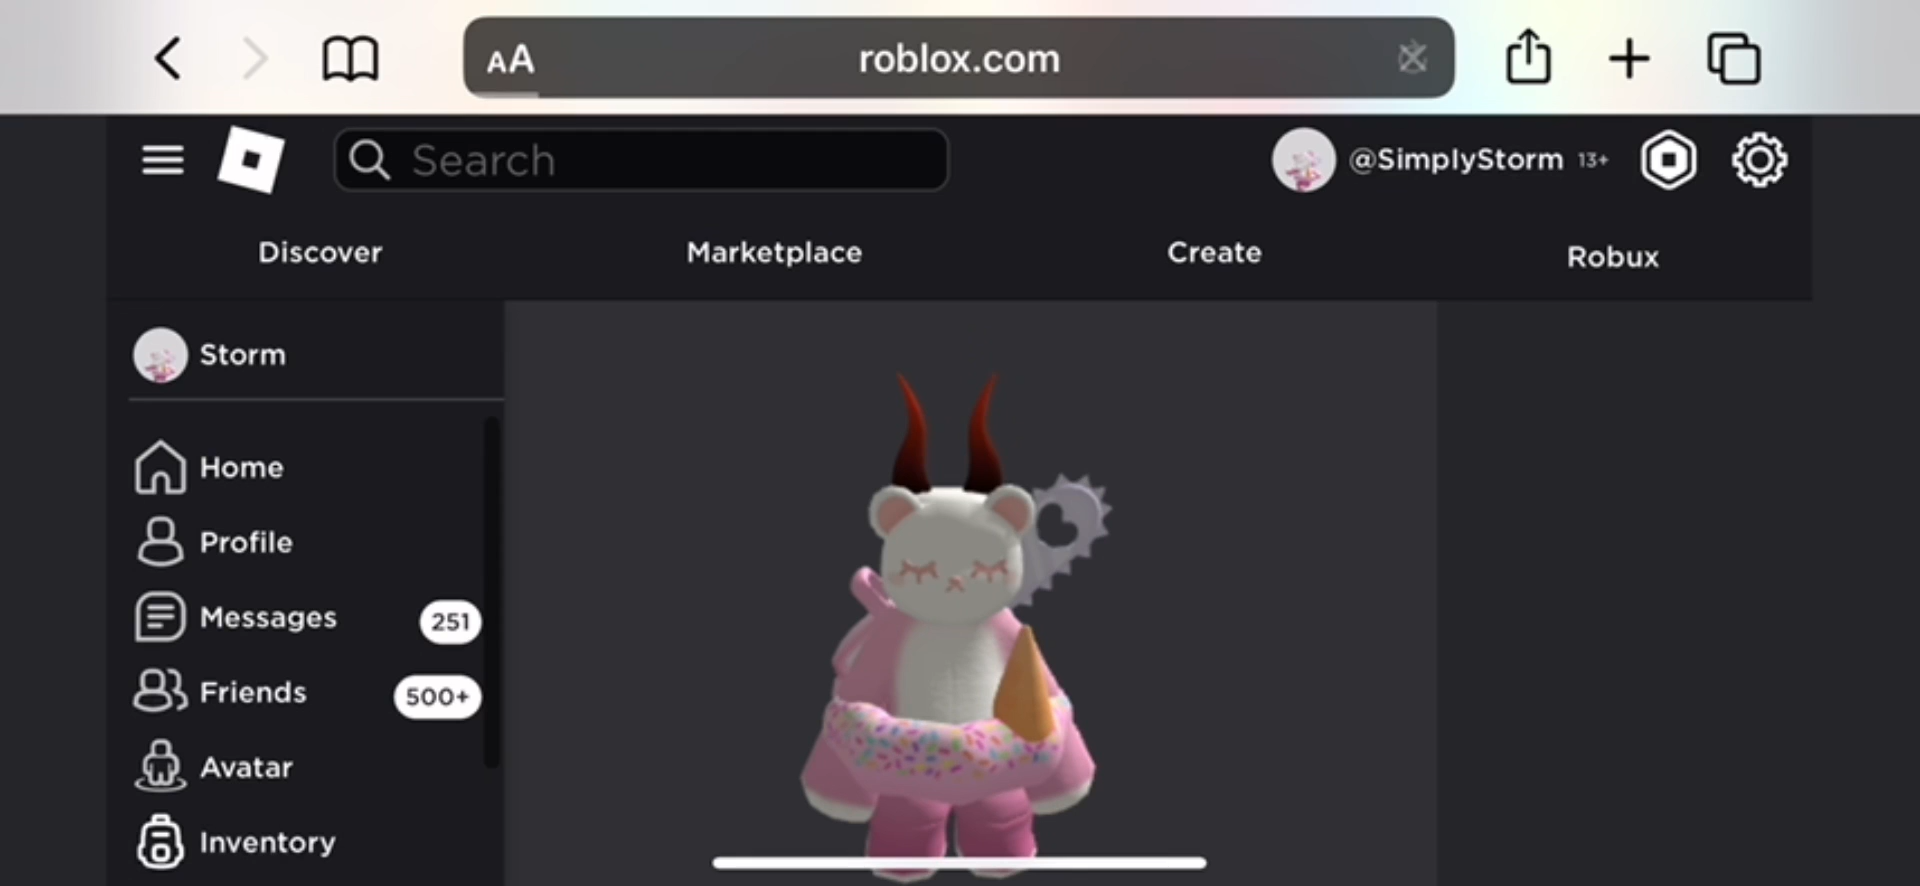 AA roblox.com
Search
@SimplyStorm 13+
Discover Marketplace Create Robux
Storm
Home
Profile
Messages 251
Friends 500+
Avatar
Inventory